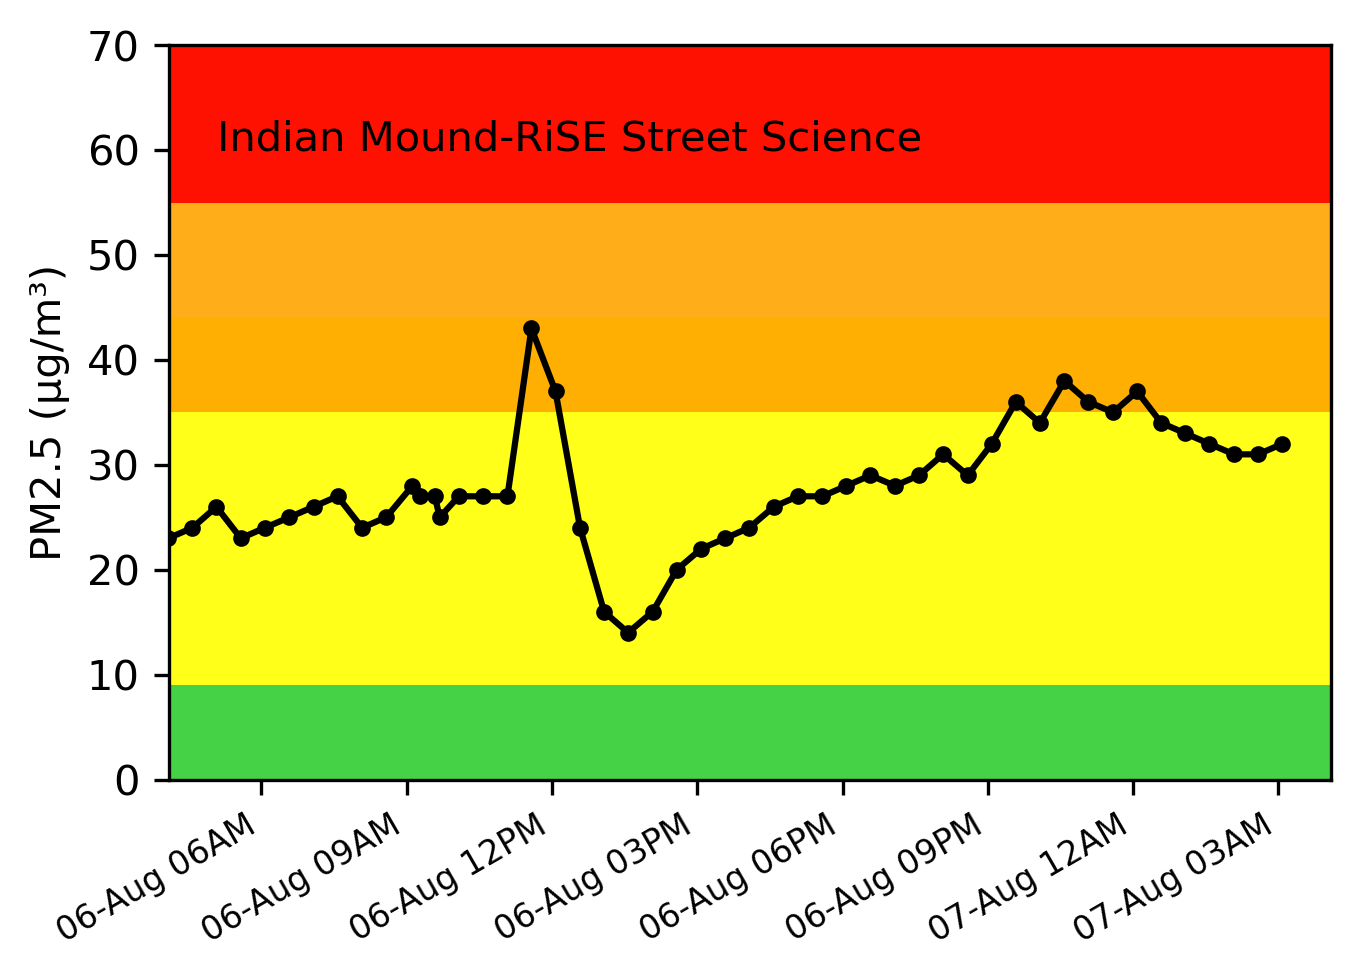 Indian Mound-RiSE Street Science
PM2.5 (µg/m³)
70
60
50
40
30
20
10
0
06-Aug 06AM
06-Aug 09AM
06-Aug 12PM
06-Aug 03PM
06-Aug 06PM
06-Aug 09PM
07-Aug 12AM
07-Aug 03AM